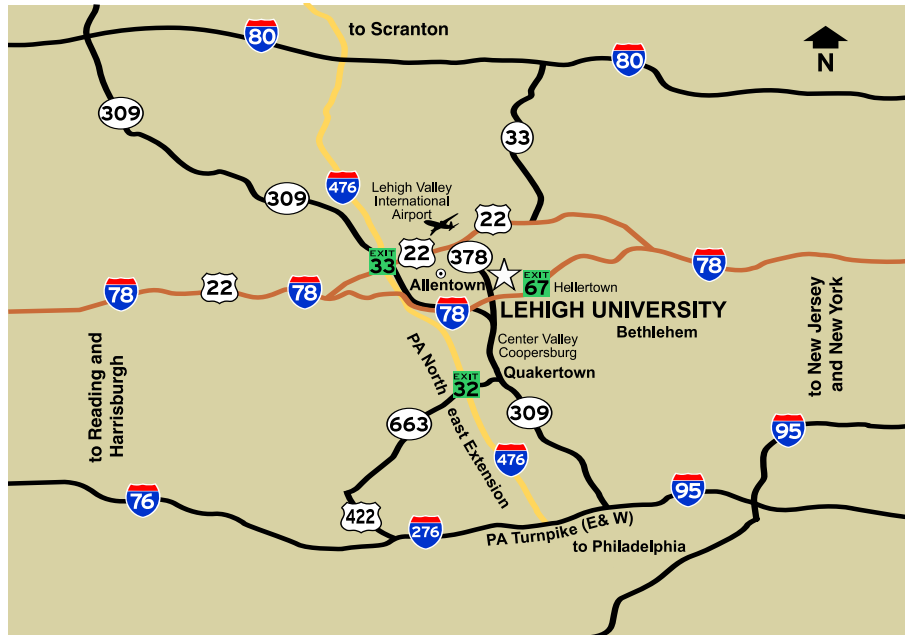 to Scranton
80
80
N
309
33
476
309
Lehigh Valley
International
Airport
22
22
378
EXIT
33
Allentown
EXIT
67
Hellertown
78
22
78
78
78
LEHIGH UNIVERSITY
Bethlehem
Center Valley
Coopersburg
Quakertown
to Reading and
Harrisburgh
to New Jersey
and New York
PA North
east Extension
EXIT
32
663
309
95
476
76
422
276
95
PA Turnpike (E& W)
to Philadelphia